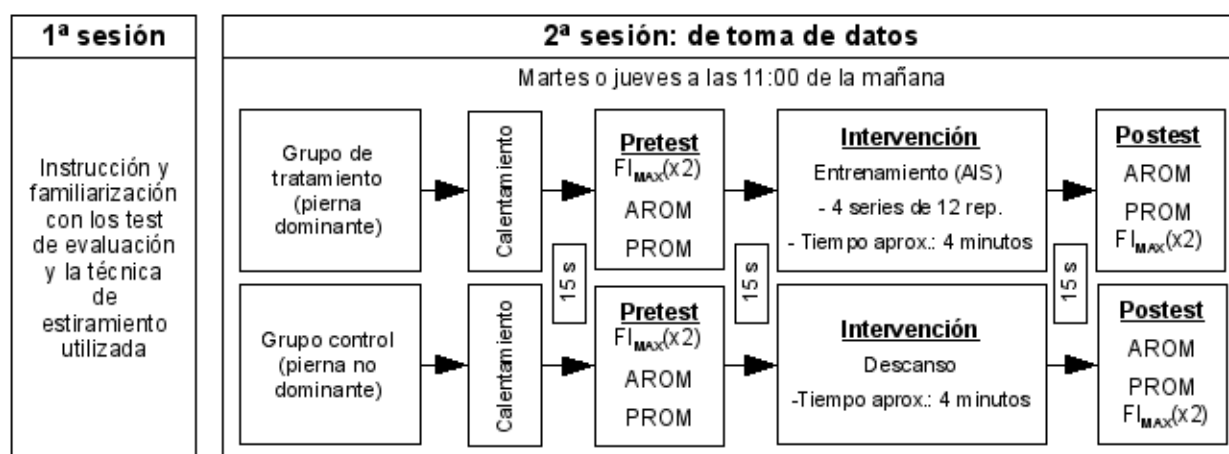 1ª sesión
Instrucción y
familiarización
con los test
de evaluación
y la técnica
de
estiramiento
utilizada
2ª sesión: de toma de datos
Martes o jueves a las 11:00 de la mañana
Grupo de
tratamiento
(pierna
dominante)
Calentamiento
15 s
Pretest
FIMAX(x2)
AROM
PROM
15 s
Intervención
Entrenamiento (AIS)
- 4 series de 12 rep.
- Tiempo aprox.: 4 minutos
15 s
Postest
AROM
PROM
FIMAX(x2)
Grupo control
(pierna no
dominante)
Calentamiento
Pretest
FIMAX(x2)
AROM
PROM
Intervención
Descanso
-Tiempo aprox.: 4 minutos
Postest
AROM
PROM
FIMAX(x2)